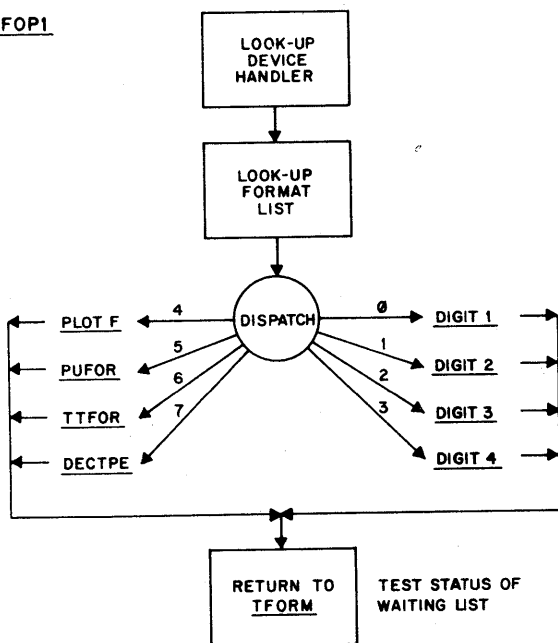 FOP1
LOOK-UP
DEVICE
HANDLER
LOOK-UP
FORMAT
LIST
DISPATCH
4
5
6
7
0
1
2
3
PLOT F
PUFOR
TTFOR
DECTPE
DIGIT 1
DIGIT 2
DIGIT 3
DIGIT 4
RETURN TO
TFORM
TEST STATUS OF
WAITING LIST